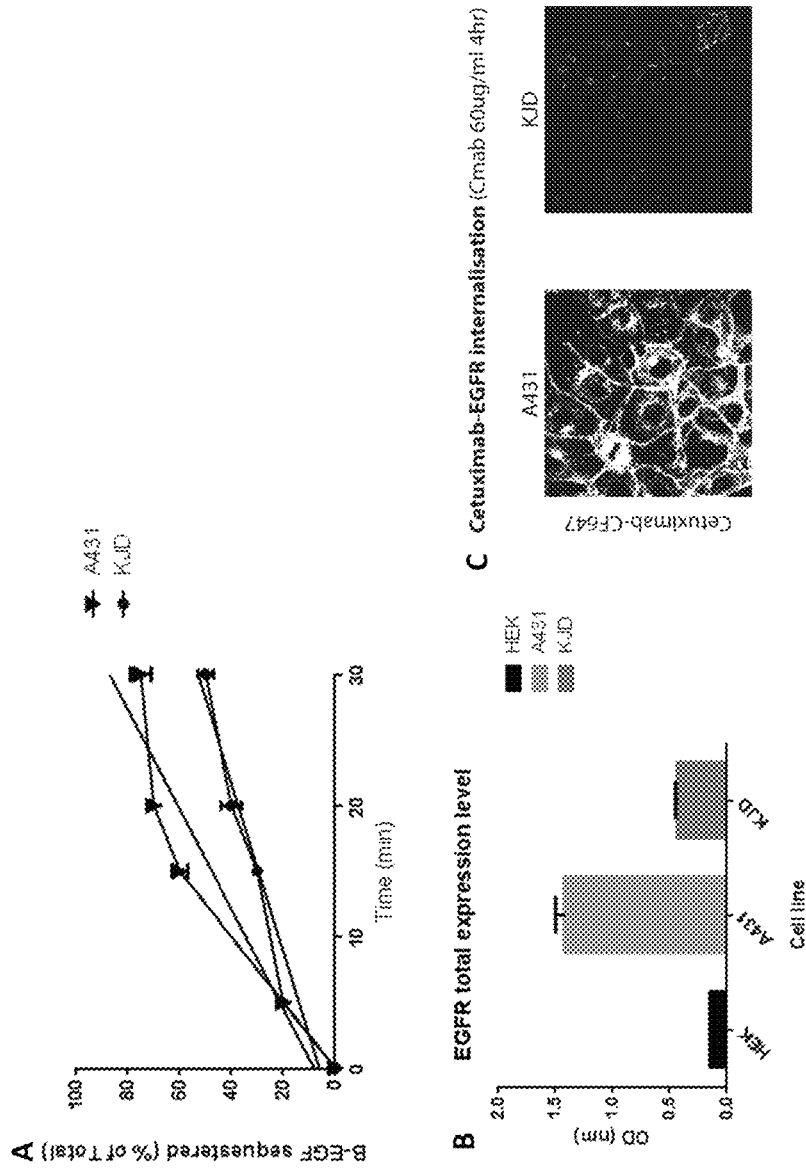 A
B-EGF sequestered (% of Total)
100
80
60
40
20
0
0
10
20
30
Time (min)
A431
KJD
B
EGFR total expression level
OD (nm)
2.0
1.5
1.0
0.5
0.0
HEK
A431
KJD
Cell line
HEK
A431
KJD
C
Cetuximab-EGFR internalisation (Cmab 60ug/ml 4hr)
A431
KJD
Cetuximab-CF647